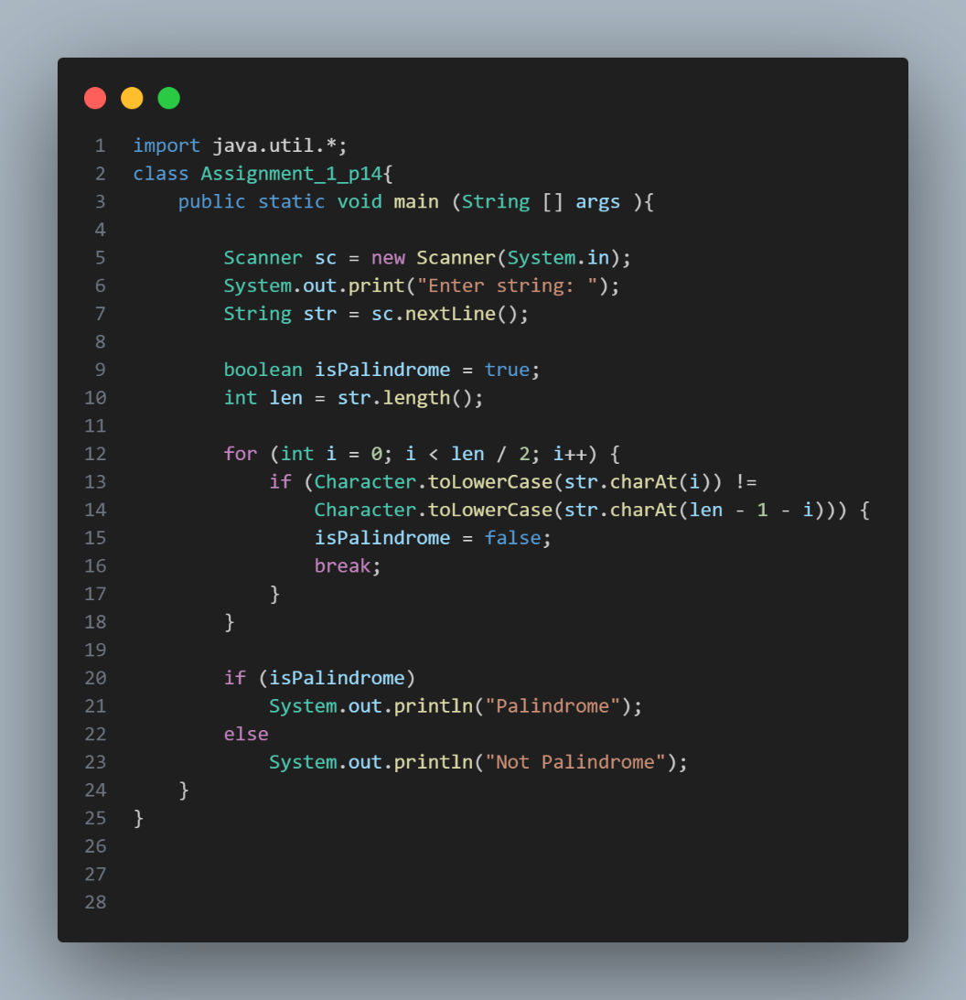 1 import java.util.*;
2 class Assignment_1_p14{
3     public static void main (String [] args ){
4
5         Scanner sc = new Scanner(System.in);
6         System.out.print("Enter string: ");
7         String str = sc.nextLine();
8
9         boolean isPalindrome = true;
10         int len = str.length();
11
12         for (int i = 0; i < len / 2; i++) {
13             if (Character.toLowerCase(str.charAt(i)) !=
14                 Character.toLowerCase(str.charAt(len - 1 - i))) {
15                 isPalindrome = false;
16                 break;
17             }
18         }
19
20         if (isPalindrome)
21             System.out.println("Palindrome");
22         else
23             System.out.println("Not Palindrome");
24     }
25 }
26
27
28